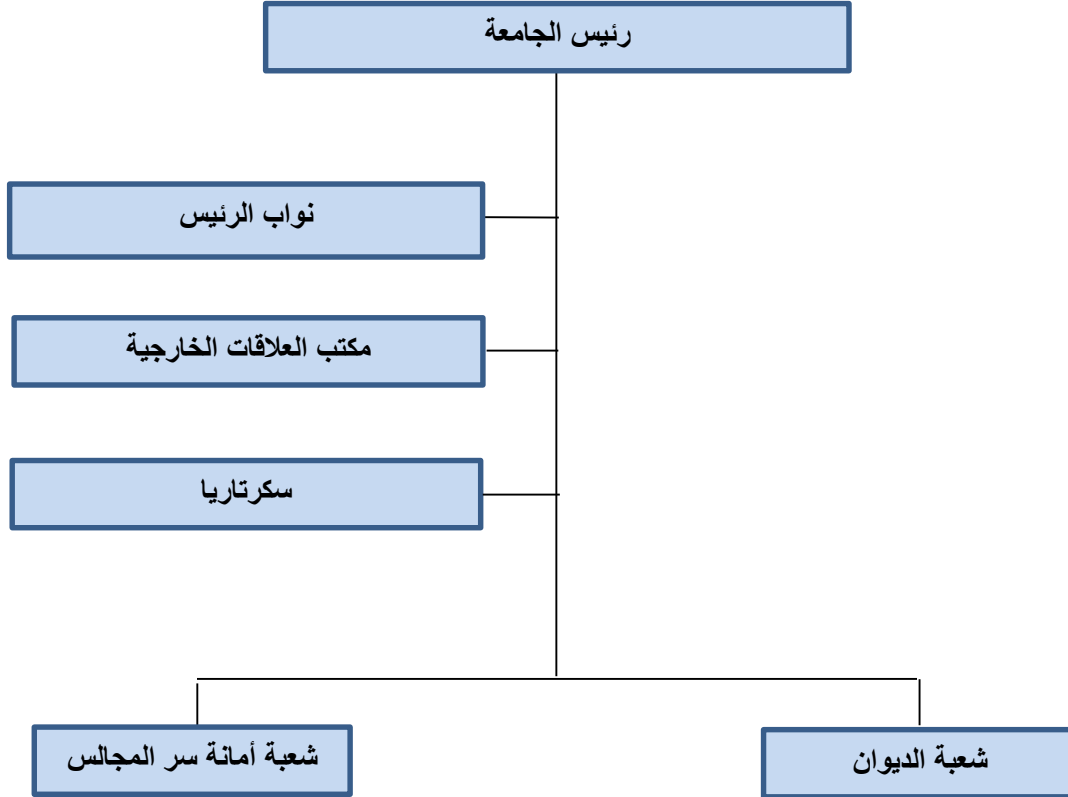 رئيس الجامعة
نواب الرئيس
مكتب العلاقات الخارجية
سكرتاريا
شعبة الديوان
شعبة أمانة سر المجالس